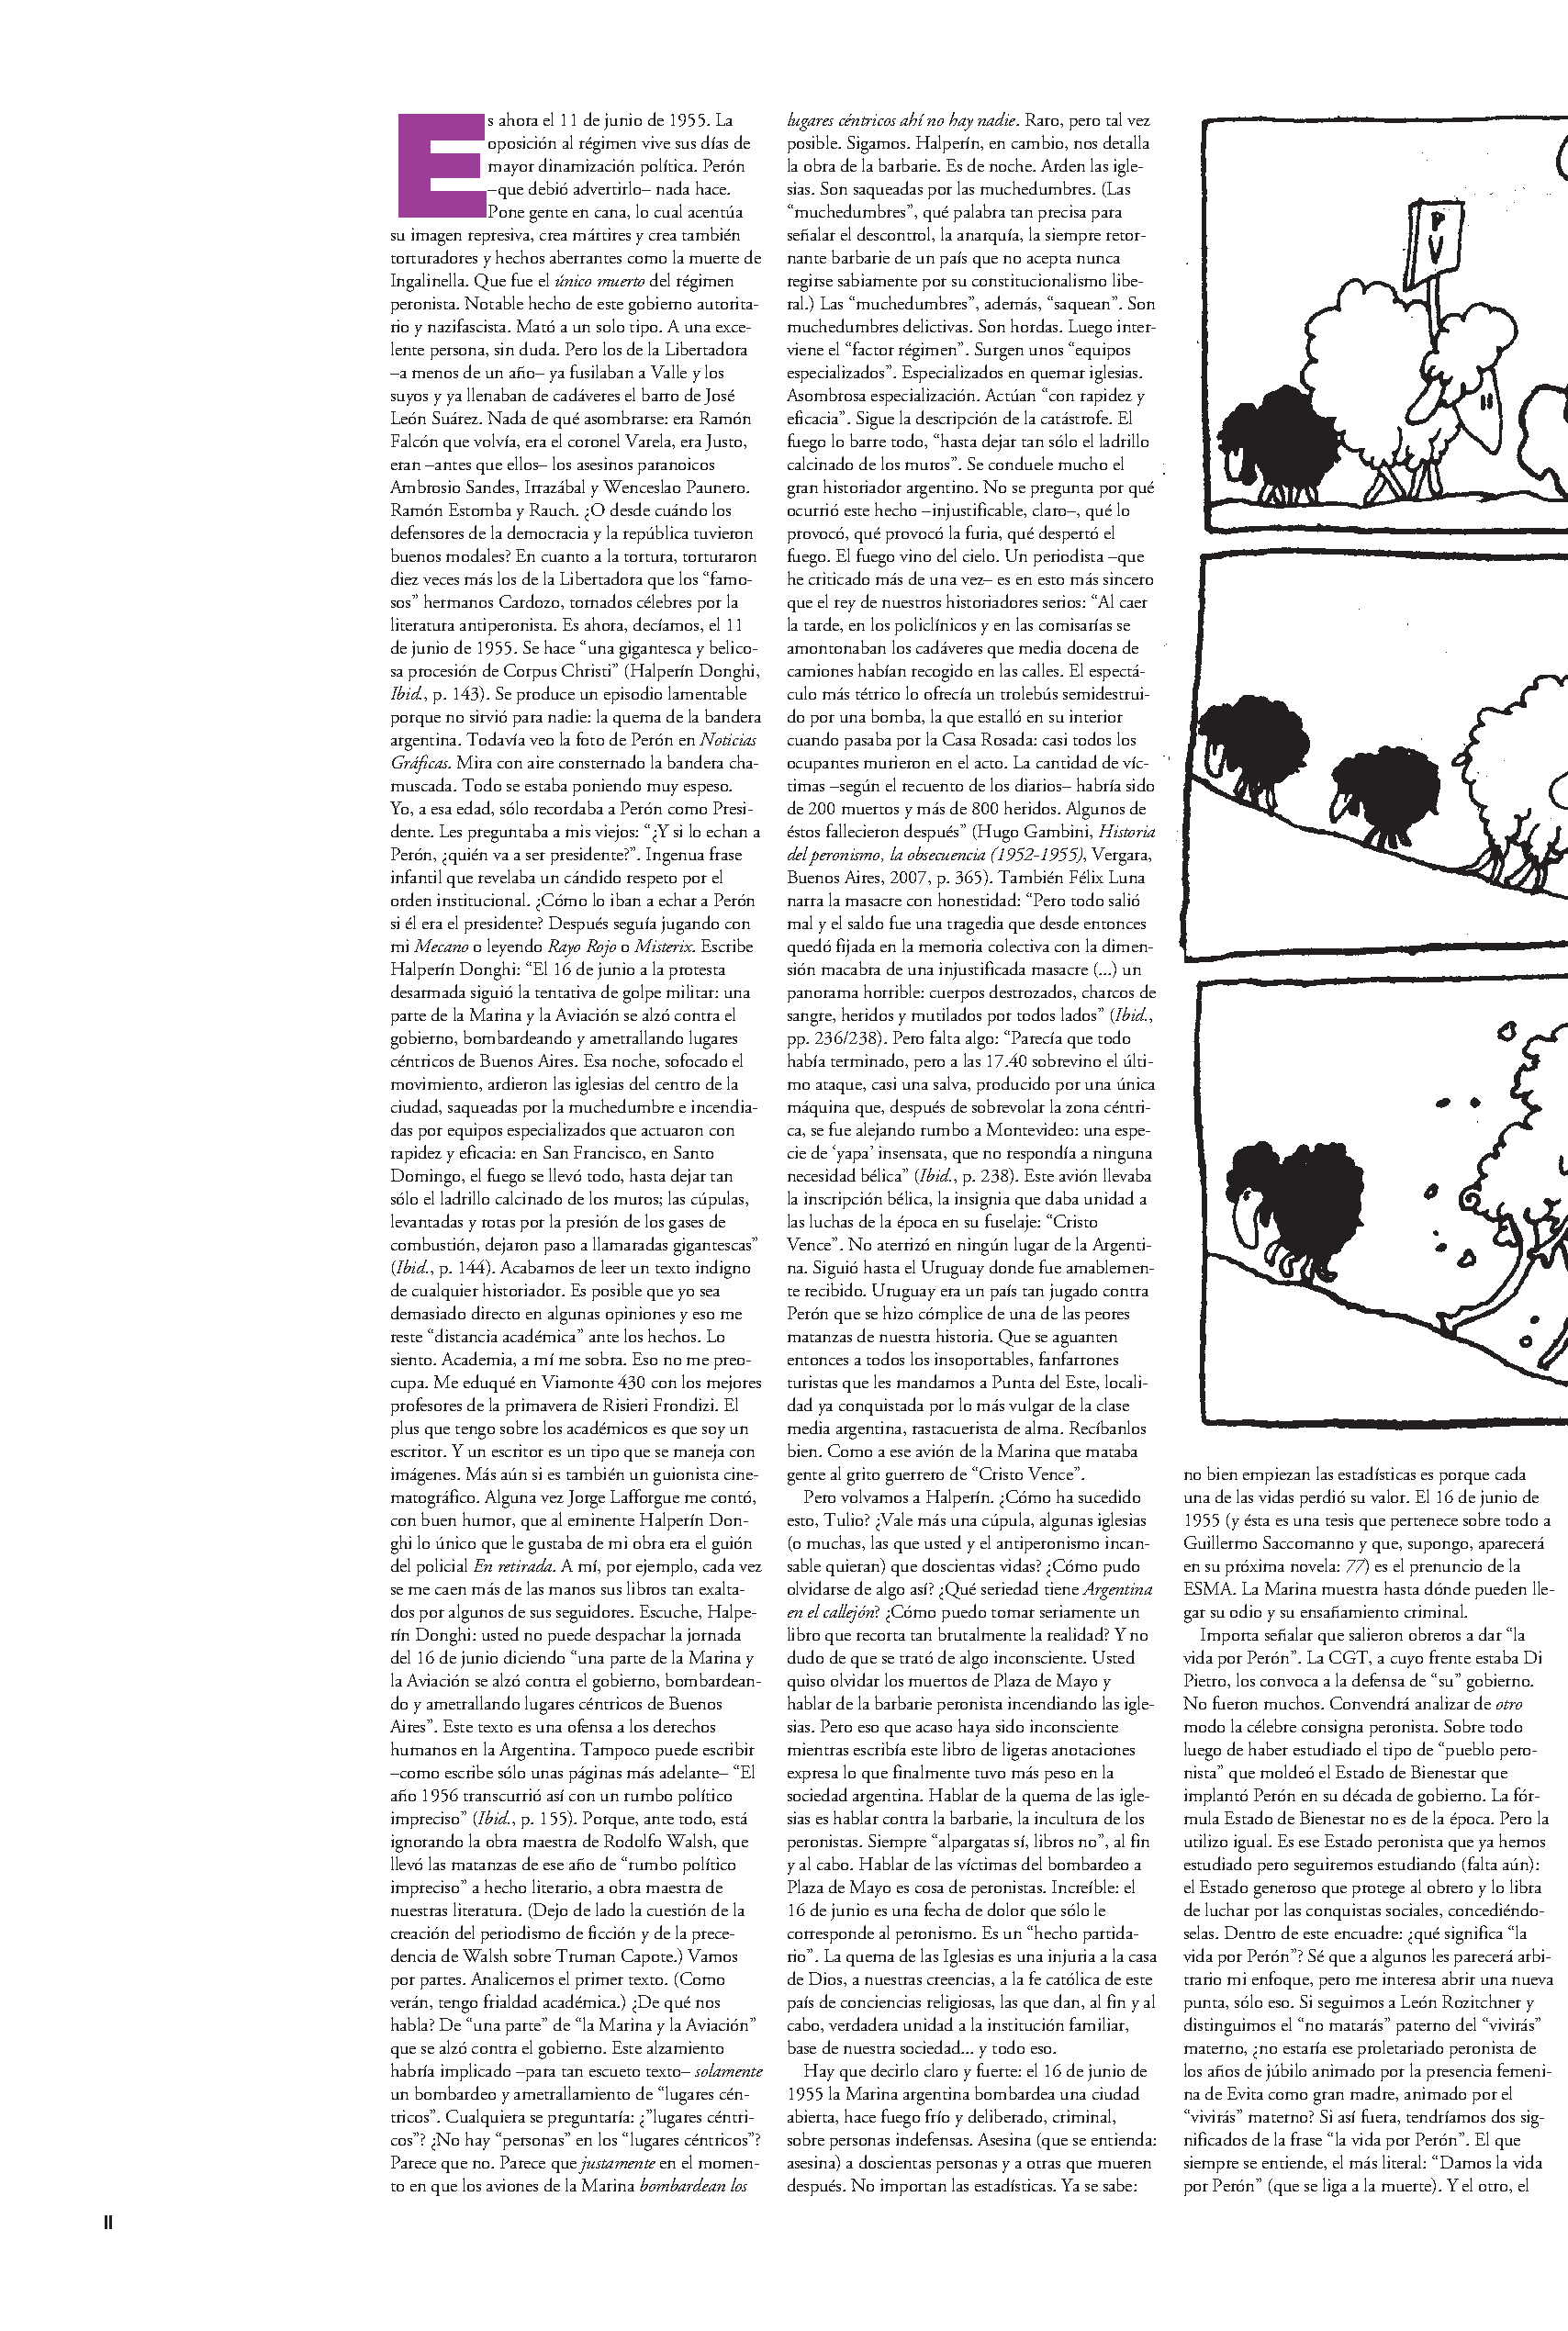 Es ahora el 11 de junio de 1955. La
oposición al régimen vive sus días de
mayor dinamización política. Perón
–que debió advertirlo– nada hace.
Pone gente en cana, lo cual acentúa
su imagen represiva, crea mártires y crea también
torturadores y hechos aberrantes como la muerte de
Ingalinella. Que fue el único muerto del régimen
peronista. Notable hecho de este gobierno autorita-
rio y nazifascista. Mató a un solo tipo. A una exce-
lente persona, sin duda. Pero los de la Libertadora
–a menos de un año– ya fusilaban a Valle y los
suyos y ya llenaban de cadáveres el barro de José
León Suárez. Nada de qué asombrarse: era Ramón
Falcón que volvía, era el coronel Varela, era Justo,
eran –antes que ellos– los asesinos paranoicos
Ambrosio Sandes, Irrazábal y Wenceslao Paunero.
Ramón Estomba y Rauch. ¿O desde cuándo los
defensores de la democracia y la república tuvieron
buenos modales? En cuanto a la tortura, torturaron
diez veces más los de la Libertadora que los “famo-
sos” hermanos Cardozo, tornados célebres por la
literatura antiperonista. Es ahora, decíamos, el 11
de junio de 1955. Se hace “una gigantesca y belico-
sa procesión de Corpus Christi” (Halperín Donghi,
Ibid., p. 143). Se produce un episodio lamentable
porque no sirvió para nadie: la quema de la bandera
argentina. Todavía veo la foto de Perón en Noticias
Gráficas. Mira con aire consternado la bandera cha-
muscada. Todo se estaba poniendo muy espeso.
Yo, a esa edad, sólo recordaba a Perón como Presi-
dente. Les preguntaba a mis viejos: “¿Y si lo echan a
Perón, ¿quién va a ser presidente?”. Ingenua frase
infantil que revelaba un cándido respeto por el
orden institucional. ¿Cómo lo iban a echar a Perón
si él era el presidente? Después seguía jugando con
mi Mecano o leyendo Rayo Rojo o Misterix. Escribe
Halperín Donghi: “El 16 de junio a la protesta
desarmada siguió la tentativa de golpe militar: una
parte de la Marina y la Aviación se alzó contra el
gobierno, bombardeando y ametrallando lugares
céntricos de Buenos Aires. Esa noche, sofocado el
movimiento, ardieron las iglesias del centro de la
ciudad, saqueadas por la muchedumbre e incendia-
das por equipos especializados que actuaron con
rapidez y eficacia: en San Francisco, en Santo
Domingo, el fuego se llevó todo, hasta dejar tan
sólo el ladrillo calcinado de los muros; las cúpulas,
levantadas y rotas por la presión de los gases de
combustión, dejaron paso a llamaradas gigantescas”
(Ibid., p. 144). Acabamos de leer un texto indigno
de cualquier historiador. Es posible que yo sea
demasiado directo en algunas opiniones y eso me
reste “distancia académica” ante los hechos. Lo
siento. Academia, a mí me sobra. Eso no me preo-
cupa. Me eduqué en Viamonte 430 con los mejores
profesores de la primavera de Risieri Frondizi. El
plus que tengo sobre los académicos es que soy un
escritor. Y un escritor es un tipo que se maneja con
imágenes. Más aún si es también un guionista cine-
matográfico. Alguna vez Jorge Lafforgue me contó,
con buen humor, que al eminente Halperín Don-
ghi lo único que le gustaba de mi obra era el guión
del policial En retirada. A mí, por ejemplo, cada vez
se me caen más de las manos sus libros tan exalta-
dos por algunos de sus seguidores. Escuche, Halpe-
rín Donghi: usted no puede despachar la jornada
del 16 de junio diciendo “una parte de la Marina y
la Aviación se alzó contra el gobierno, bombardean-
do y ametrallando lugares céntricos de Buenos
Aires”. Este texto es una ofensa a los derechos
humanos en la Argentina. Tampoco puede escribir
–como escribe sólo unas páginas más adelante– “El
año 1956 transcurrió así con un rumbo político
impreciso” (Ibid., p. 155). Porque, ante todo, está
ignorando la obra maestra de Rodolfo Walsh, que
llevó las matanzas de ese año de “rumbo político
impreciso” a hecho literario, a obra maestra de
nuestras literatura. (Dejo de lado la cuestión de la
creación del periodismo de ficción y de la prece-
dencia de Walsh sobre Truman Capote.) Vamos
por partes. Analicemos el primer texto. (Como
verán, tengo frialdad académica.) ¿De qué nos
habla? De “una parte” de “la Marina y la Aviación”
que se alzó contra el gobierno. Este alzamiento
habría implicado –para tan escueto texto– solamente
un bombardeo y ametrallamiento de “lugares cén-
tricos”. Cualquiera se preguntaría: ¿”lugares céntri-
cos”? ¿No hay “personas” en los “lugares céntricos”?
Parece que no. Parece que justamente en el momen-
to en que los aviones de la Marina bombardean los
lugares céntricos ahí no hay nadie. Raro, pero tal vez
posible. Sigamos. Halperín, en cambio, nos detalla
la obra de la barbarie. Es de noche. Arden las igle-
sias. Son saqueadas por las muchedumbres. (Las
“muchedumbres”, qué palabra tan precisa para
señalar el descontrol, la anarquía, la siempre retor-
nante barbarie de un país que no acepta nunca
regirse sabiamente por su constitucionalismo libe-
ral.) Las “muchedumbres”, además, “saquean”. Son
muchedumbres delictivas. Son hordas. Luego inter-
viene el “factor régimen”. Surgen unos “equipos
especializados”. Especializados en quemar iglesias.
Asombrosa especialización. Actúan “con rapidez y
eficacia”. Sigue la descripción de la catástrofe. El
fuego lo barre todo, “hasta dejar tan sólo el ladrillo
calcinado de los muros”. Se conduele mucho el
gran historiador argentino. No se pregunta por qué
ocurrió este hecho –injustificable, claro–, qué lo
provocó, qué provocó la furia, qué despertó el
fuego. El fuego vino del cielo. Un periodista –que
he criticado más de una vez– es en esto más sincero
que el rey de nuestros historiadores serios: “Al caer
la tarde, en los policlínicos y en las comisarías se
amontonaban los cadáveres que media docena de
camiones habían recogido en las calles. El espectá-
culo más tétrico lo ofrecía un trolebús semidestrui-
do por una bomba, la que estalló en su interior
cuando pasaba por la Casa Rosada: casi todos los
ocupantes murieron en el acto. La cantidad de víc-
timas –según el recuento de los diarios– habría sido
de 200 muertos y más de 800 heridos. Algunos de
éstos fallecieron después” (Hugo Gambini, Historia
del peronismo, la obsecuencia (1952-1955), Vergara,
Buenos Aires, 2007, p. 365). También Félix Luna
narra la masacre con honestidad: “Pero todo salió
mal y el saldo fue una tragedia que desde entonces
quedó fijada en la memoria colectiva con la dimen-
sión macabra de una injustificada masacre (...) un
panorama horrible: cuerpos destrozados, charcos de
sangre, heridos y mutilados por todos lados” (Ibid.,
pp. 236/238). Pero falta algo: “Parecía que todo
había terminado, pero a las 17.40 sobrevino el últi-
mo ataque, casi una salva, producido por una única
máquina que, después de sobrevolar la zona céntri-
ca, se fue alejando rumbo a Montevideo: una espe-
cie de ‘yapa’ insensata, que no respondía a ninguna
necesidad bélica” (Ibid., p. 238). Este avión llevaba
la inscripción bélica, la insignia que daba unidad a
las luchas de la época en su fuselaje: “Cristo
Vence”. No aterrizó en ningún lugar de la Argenti-
na. Siguió hasta el Uruguay donde fue amablemen-
te recibido. Uruguay era un país tan jugado contra
Perón que se hizo cómplice de una de las peores
matanzas de nuestra historia. Que se aguanten
entonces a todos los insoportables, fanfarrones
turistas que les mandamos a Punta del Este, locali-
dad ya conquistada por lo más vulgar de la clase
media argentina, rastacuerista de alma. Recíbanlos
bien. Como a ese avión de la Marina que mataba
gente al grito guerrero de “Cristo Vence”.
Pero volvamos a Halperín. ¿Cómo ha sucedido
esto, Tulio? ¿Vale más una cúpula, algunas iglesias
(o muchas, las que usted y el antiperonismo incan-
sable quieran) que doscientas vidas? ¿Cómo pudo
olvidarse de algo así? ¿Qué seriedad tiene Argentina
en el callejón? ¿Cómo puedo tomar seriamente un
libro que recorta tan brutalmente la realidad? Y no
dudo de que se trató de algo inconsciente. Usted
quiso olvidar los muertos de Plaza de Mayo y
hablar de la barbarie peronista incendiando las igle-
sias. Pero eso que acaso haya sido inconsciente
mientras escribía este libro de ligeras anotaciones
expresa lo que finalmente tuvo más peso en la
sociedad argentina. Hablar de la quema de las igle-
sias es hablar contra la barbarie, la incultura de los
peronistas. Siempre “alpargatas sí, libros no”, al fin
y al cabo. Hablar de las víctimas del bombardeo a
Plaza de Mayo es cosa de peronistas. Increíble: el
16 de junio es una fecha de dolor que sólo le
corresponde al peronismo. Es un “hecho partida-
rio”. La quema de las Iglesias es una injuria a la casa
de Dios, a nuestras creencias, a la fe católica de este
país de conciencias religiosas, las que dan, al fin y al
cabo, verdadera unidad a la institución familiar,
base de nuestra sociedad... y todo eso.
Hay que decirlo claro y fuerte: el 16 de junio de
1955 la Marina argentina bombardea una ciudad
abierta, hace fuego frío y deliberado, criminal,
sobre personas indefensas. Asesina (que se entienda:
asesina) a doscientas personas y a otras que mueren
después. No importan las estadísticas. Ya se sabe:
P
V
no bien empiezan las estadísticas es porque cada
una de las vidas perdió su valor. El 16 de junio de
1955 (y ésta es una tesis que pertenece sobre todo a
Guillermo Saccomanno y que, supongo, aparecerá
en su próxima novela: 77) es el prenuncio de la
ESMA. La Marina muestra hasta dónde pueden lle-
gar su odio y su ensañamiento criminal.
Importa señalar que salieron obreros a dar “la
vida por Perón”. La CGT, a cuyo frente estaba Di
Pietro, los convoca a la defensa de “su” gobierno.
No fueron muchos. Convendrá analizar de otro
modo la célebre consigna peronista. Sobre todo
luego de haber estudiado el tipo de “pueblo pero-
nista” que moldeó el Estado de Bienestar que
implantó Perón en su década de gobierno. La fór-
mula Estado de Bienestar no es de la época. Pero la
utilizo igual. Es ese Estado peronista que ya hemos
estudiado pero seguiremos estudiando (falta aún):
el Estado generoso que protege al obrero y lo libra
de luchar por las conquistas sociales, concediéndo-
selas. Dentro de este encuadre: ¿qué significa “la
vida por Perón”? Sé que a algunos les parecerá arbi-
trario mi enfoque, pero me interesa abrir una nueva
punta, sólo eso. Si seguimos a León Rozitchner y
distinguimos el “no matarás” paterno del “vivirás”
materno, ¿no estaría ese proletariado peronista de
los años de júbilo animado por la presencia femeni-
na de Evita como gran madre, animado por el
“vivirás” materno? Si así fuera, tendríamos dos sig-
nificados de la frase “la vida por Perón”. El que
siempre se entiende, el más literal: “Damos la vida
por Perón” (que se liga a la muerte). Y el otro, el
II